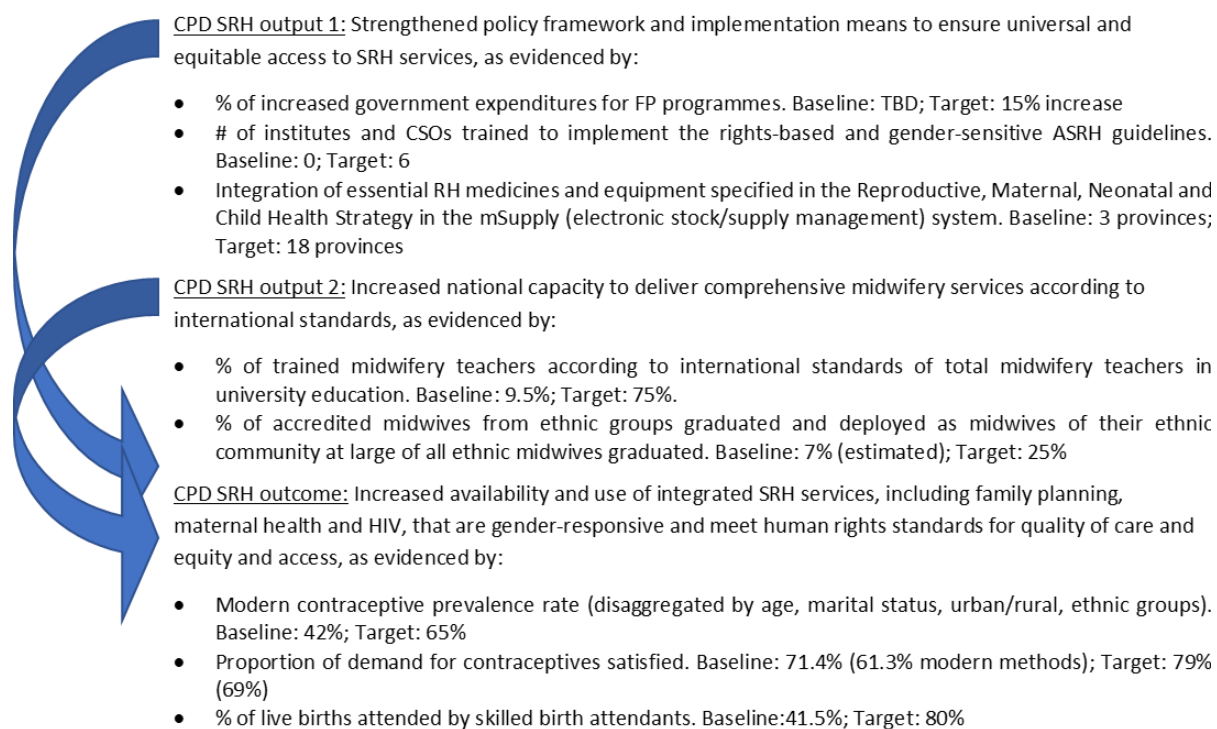 CPD SRH output 1: Strengthened policy framework and implementation means to ensure universal and
equitable access to SRH services, as evidenced by:
• % of increased government expenditures for FP programmes. Baseline: TBD; Target: 15% increase
• # of institutes and CSOs trained to implement the rights-based and gender-sensitive ASRH guidelines.
Baseline: 0; Target: 6
• Integration of essential RH medicines and equipment specified in the Reproductive, Maternal, Neonatal and
Child Health Strategy in the mSupply (electronic stock/supply management) system. Baseline: 3 provinces;
Target: 18 provinces
CPD SRH output 2: Increased national capacity to deliver comprehensive midwifery services according to
international standards, as evidenced by:
• % of trained midwifery teachers according to international standards of total midwifery teachers in
university education. Baseline: 9.5%; Target: 75%.
• % of accredited midwives from ethnic groups graduated and deployed as midwives of their ethnic
community at large of all ethnic midwives graduated. Baseline: 7% (estimated); Target: 25%
CPD SRH outcome: Increased availability and use of integrated SRH services, including family planning,
maternal health and HIV, that are gender-responsive and meet human rights standards for quality of care and
equity and access, as evidenced by:
• Modern contraceptive prevalence rate (disaggregated by age, marital status, urban/rural, ethnic groups).
Baseline: 42%; Target: 65%
• Proportion of demand for contraceptives satisfied. Baseline: 71.4% (61.3% modern methods); Target: 79%
(69%)
• % of live births attended by skilled birth attendants. Baseline:41.5%; Target: 80%